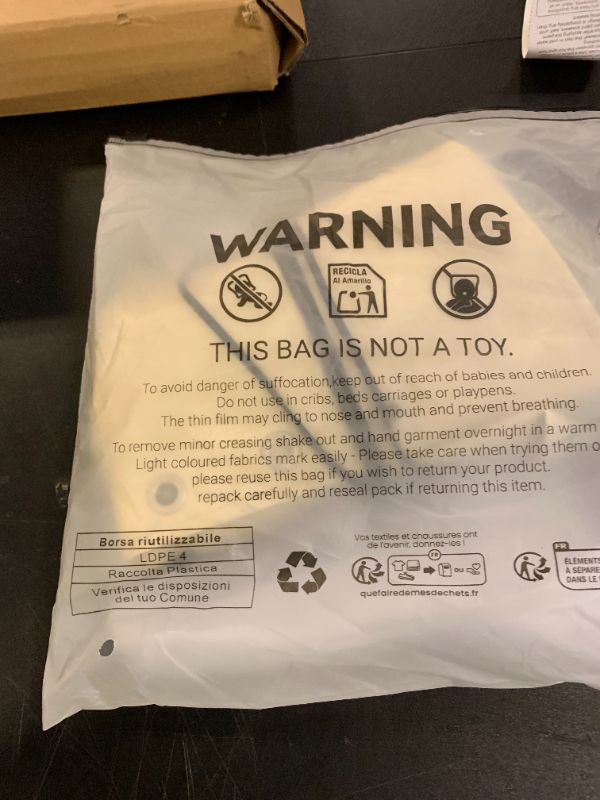 WARNING
RECICLA
Al Amarillo
THIS BAG IS NOT A TOY.
To avoid danger of suffocation,keep out of reach of babies and children.
Do not use in cribs, beds carriages or playpens.
The thin film may cling to nose and mouth and prevent breathing.
To remove minor creasing shake out and hand garment overnight in a warm
Light coloured fabrics mark easily - Please take care when trying them o
please reuse this bag if you wish to return your product.
repack carefully and reseal pack if returning this item.
Borsa riutilizzabile
LDPE 4
Raccolta Plastica
Verifica le disposizioni
del tuo Comune
Vos textiles et chaussures ont
de l'avenir, donnez-les !
FR
OU
quefairedemesdechets.fr
FR
ÉLÉMENTS
À SÉPARE
DANS LE